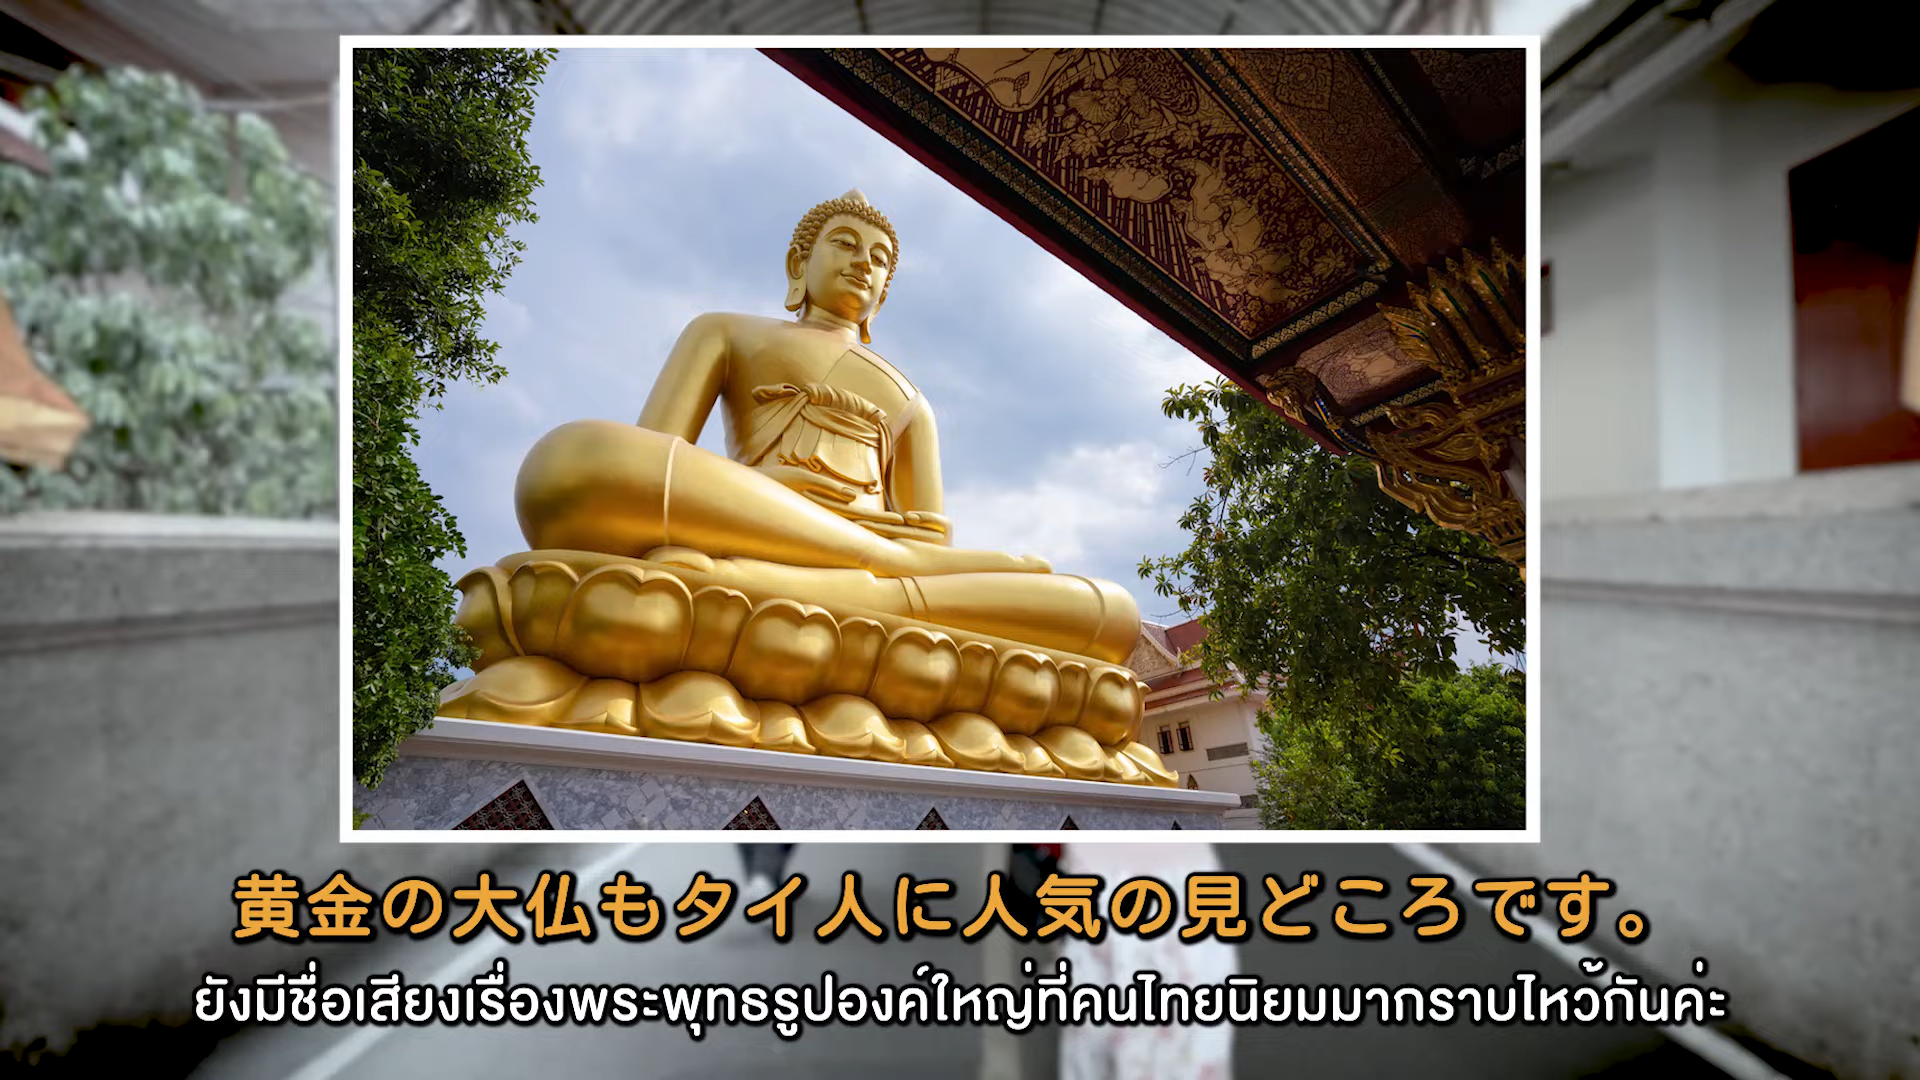 黄金の大仏もタイ人に人気の見どころです。
ยังมีชื่อเสียงเรื่องพระพุทธรูปองค์ใหญ่ที่คนไทยนิยมมากราบไหว้กันค่ะ